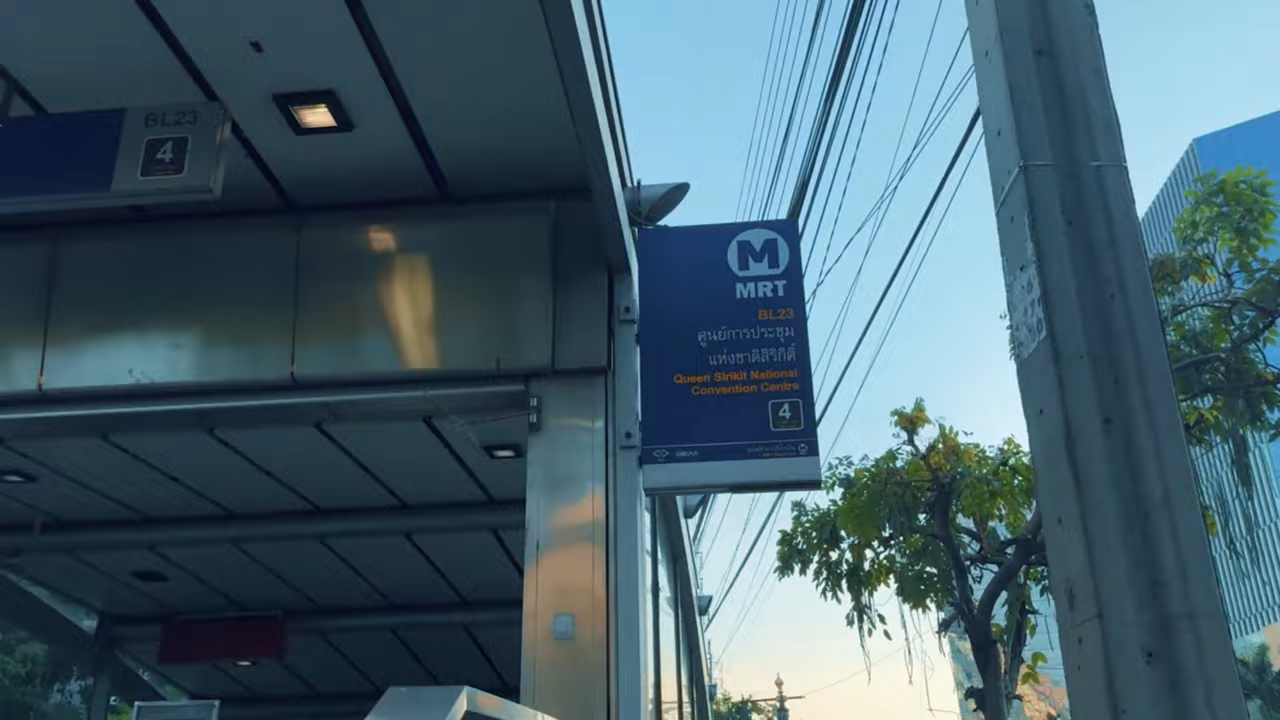 BL23
4
M
MRT
BL23
ศูนย์การประชุม
แห่งชาติสิริกิติ์
Queen Sirikit National
Convention Centre
4
BEM